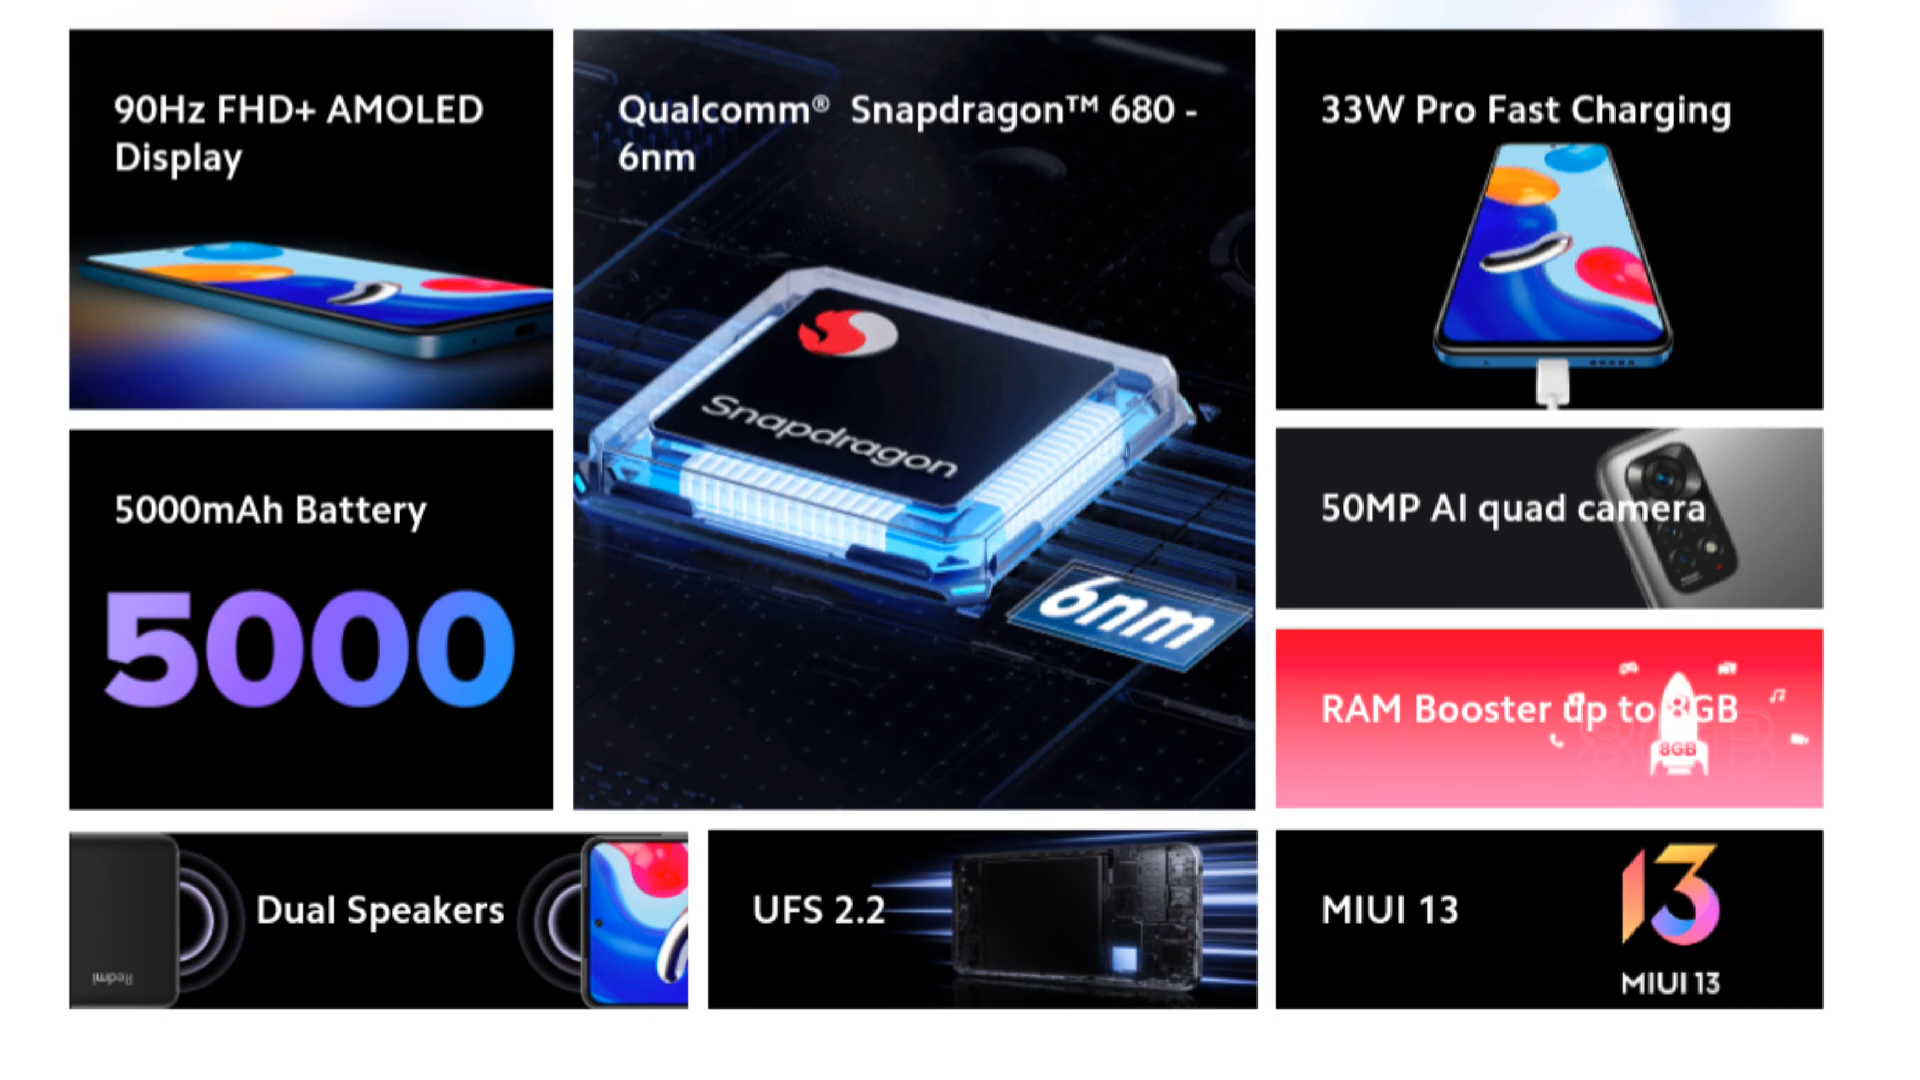 90Hz FHD+ AMOLED
Display
Qualcomm® Snapdragon™ 680 -
6nm
Snapdragon
6nm
33W Pro Fast Charging
5000mAh Battery
5000
50MP AI quad camera
RAM Booster up to 8GB
8GB
Redmi
Dual Speakers
UFS 2.2
MIUI 13
13
MIUI 13